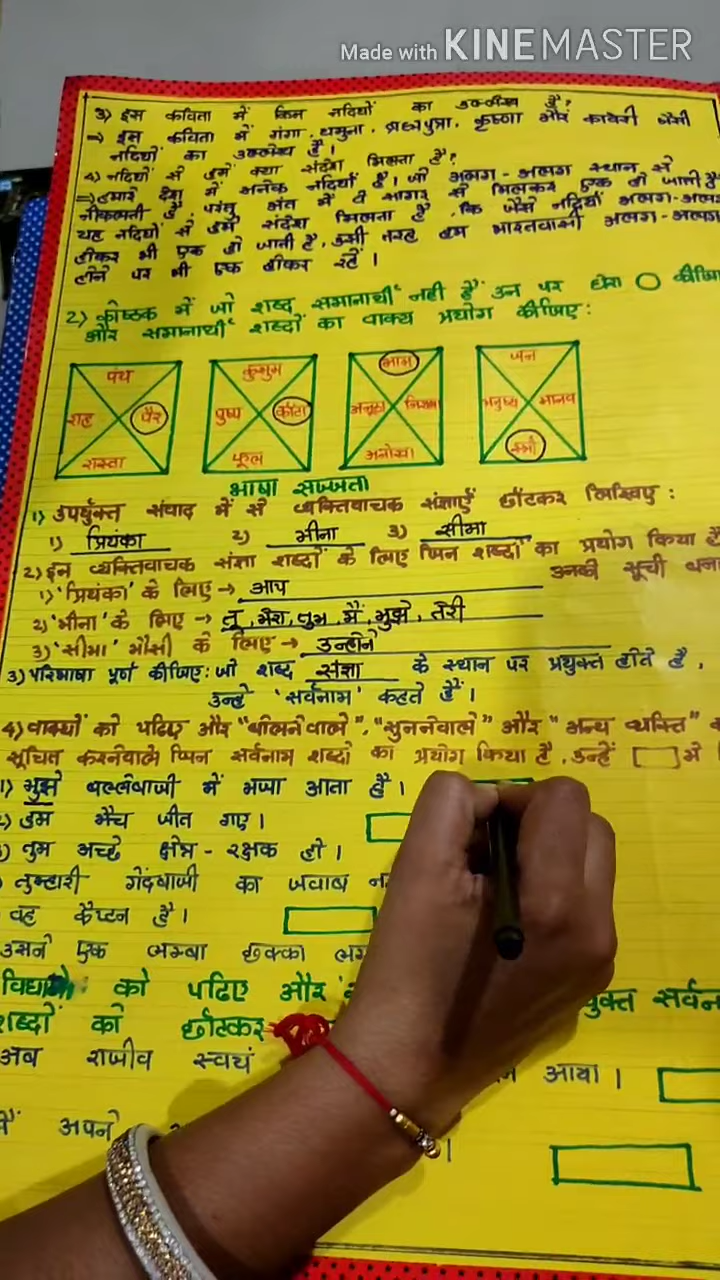 Made with KINEMASTER
3) इस कविता में किन नदियों का उल्लेख है?
→ इस कविता में गंगा, यमुना, ब्रह्मपुत्रा, कृष्णा और कावेरी जैसी
नदियों का उल्लेख है।
4) नदियों से हमें क्या संदेश मिलता है?
→ हमारे देश में अनेक नदियाँ है। जो अलग-अलग स्थान से
नीकलती है, परंतु अंत में वे सागर से मिलकर एक हो जाती है
यह नदियों से हमें संदेश मिलता है कि जैसे नदियाँ अलग-अलग
होकर भी एक हो जाती है, उसी तरह हम भारतवासी अलग-अलग
होने पर भी एक होकर रहें।
2) कोष्ठक में जो शब्द समानार्थी नही है उन पर घेरा ○ कीजिए
और समानार्थी शब्दों का वाक्य प्रयोग कीजिए:
पंथ राह पैर रास्ता
कुसुम पुष्प काँटा फूल
आम अनूठा निराला अनोखा
जन मनुष्य मानव स्त्री
भाषा सज्जता
1) उपर्युक्त संवाद में से व्यक्तिवाचक संज्ञाएँ छाँटकर लिखिए:
1) प्रियंका 2) मीना 3) सीमा
2) इन व्यक्तिवाचक संज्ञा शब्दों के लिए जिन शब्दों का प्रयोग किया है
उनकी सूची बना
1) 'प्रियंका' के लिए → आप
2) 'मीना' के लिए → तू, मेरा, तुम, मैं, मुझे, तेरी
3) 'सीमा' मौसी के लिए → उन्होंने
3) परिभाषा पूर्ण कीजिए: जो शब्द संज्ञा के स्थान पर प्रयुक्त होते है,
उन्हे 'सर्वनाम' कहते हैं।
4) वाक्यों को पढिए और "बोलनेवाले", "सुननेवाले" और "अन्य व्यक्ति"
सूचित करनेवाले जिन सर्वनाम शब्दों का प्रयोग किया है, उन्हें में
1) मुझे बल्लेबाजी में मजा आता है।
हम मैच जीत गए।
तुम अच्छे क्षेत्र-रक्षक हो।
तुम्हारी गेंदबाजी का जवाब
वह कैप्टन है।
उसने एक लम्बा छक्का
को पढिए और सर्वना
शब्दों को छाँटकर
अब राजीव स्वयं आया।
मैं अपने